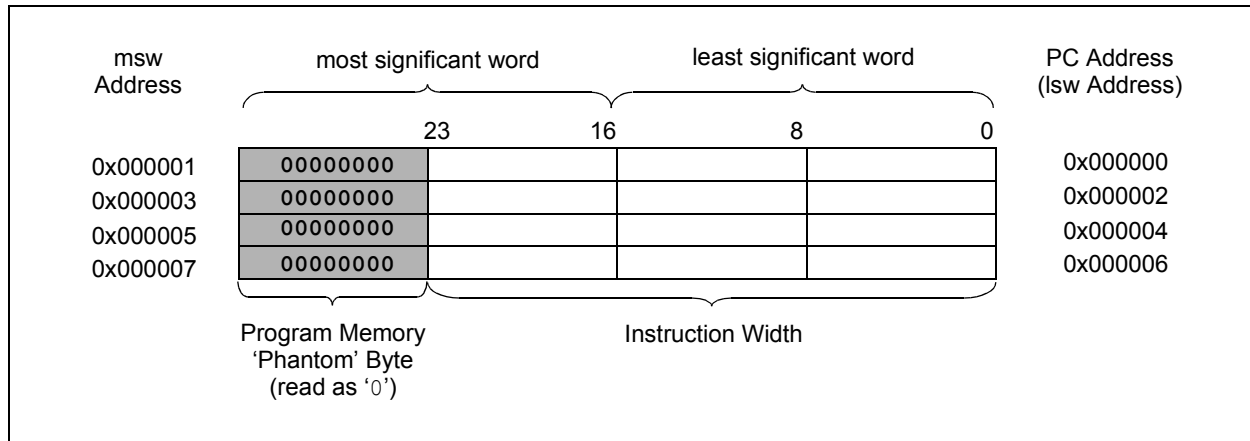 msw
Address
most significant word
least significant word
PC Address
(lsw Address)
23
16
8
0
0x000001
00000000
0x000000
0x000003
00000000
0x000002
0x000005
00000000
0x000004
0x000007
00000000
0x000006
Program Memory
‘Phantom’ Byte
(read as ‘0’)
Instruction Width